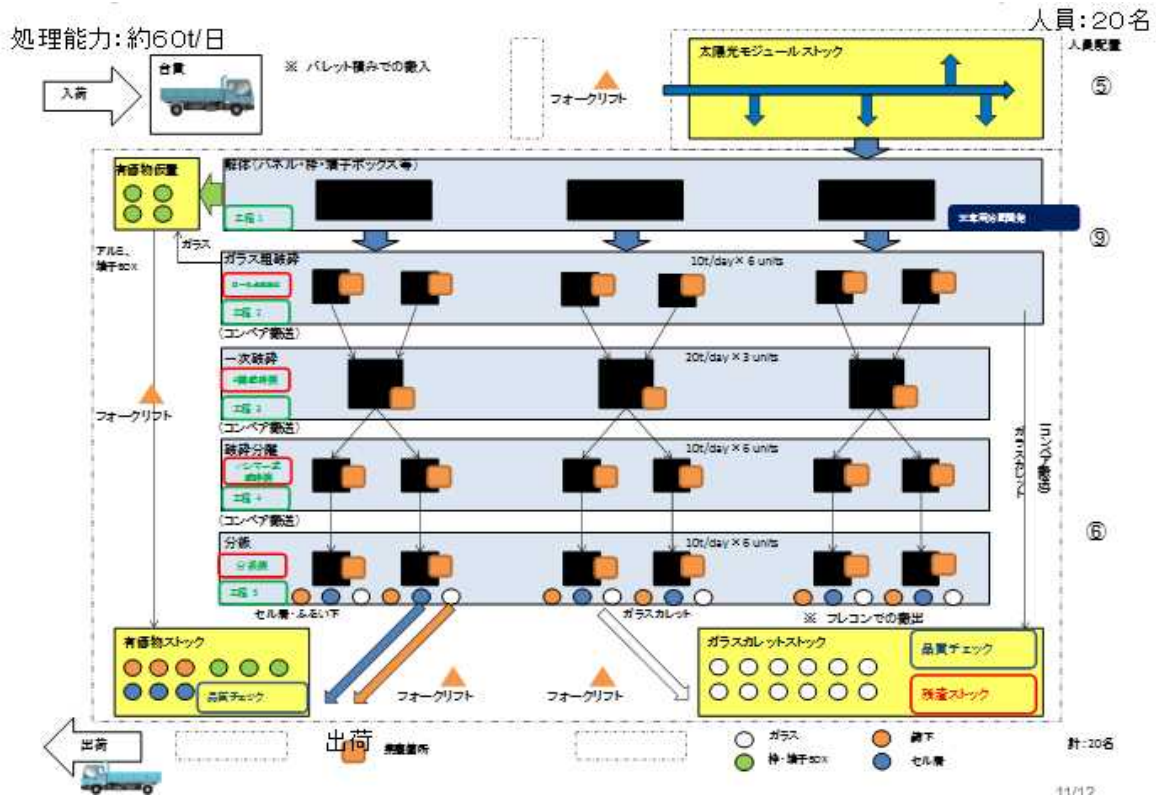 処理能力：約60t/日
人員：20名
人員配置
台貫
※ パレット積みでの搬入
入荷
フォークリフト
太陽光モジュールストック
⑤
有価物仮置
解体（パネル・枠・端子ボックス等）
工程 1
⑨
アルミ、
端子BOX
ガラス
ガラス粗破砕
10t/day × 6 units
工程 2
（コンベア搬送）
一次破砕
20t/day × 3 units
工程 3
（コンベア搬送）
フォークリフト
破砕分離
10t/day × 6 units
工程 4
（コンベア搬送）
ガラスカレット
（コンベア搬送）
⑥
分級
10t/day × 6 units
分級機
工程 5
セル層・ふるい下
ガラスカレット
※ フレコンでの搬出
有価物ストック
品質チェック
フォークリフト
フォークリフト
ガラスカレットストック
品質チェック
残渣ストック
出荷
出荷
集塵箇所
ガラス
篩下
枠・端子BOX
セル層
計：20名
11/12